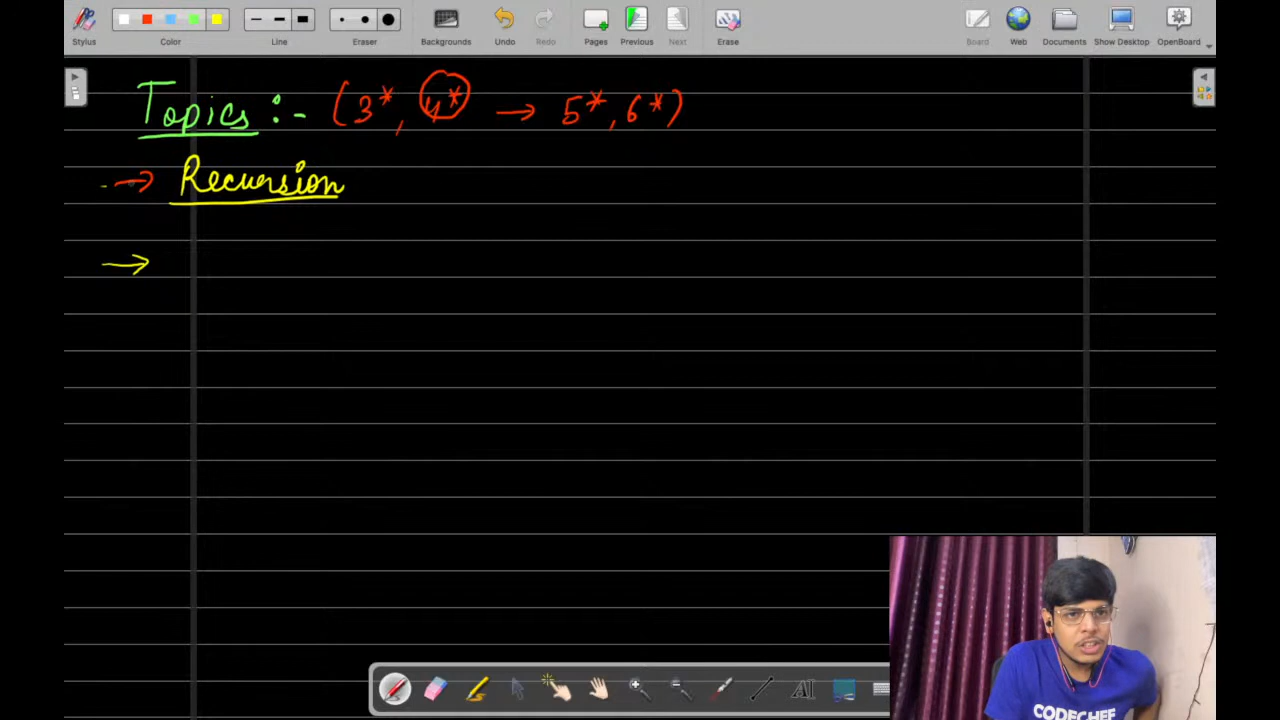 Stylus Color Line Eraser Backgrounds Undo Redo Pages Previous Next Erase Board Web Documents Show Desktop OpenBoard
Topics :- (3*, 4* → 5*, 6*)
→ Recursion
→
AI
CODECHEF